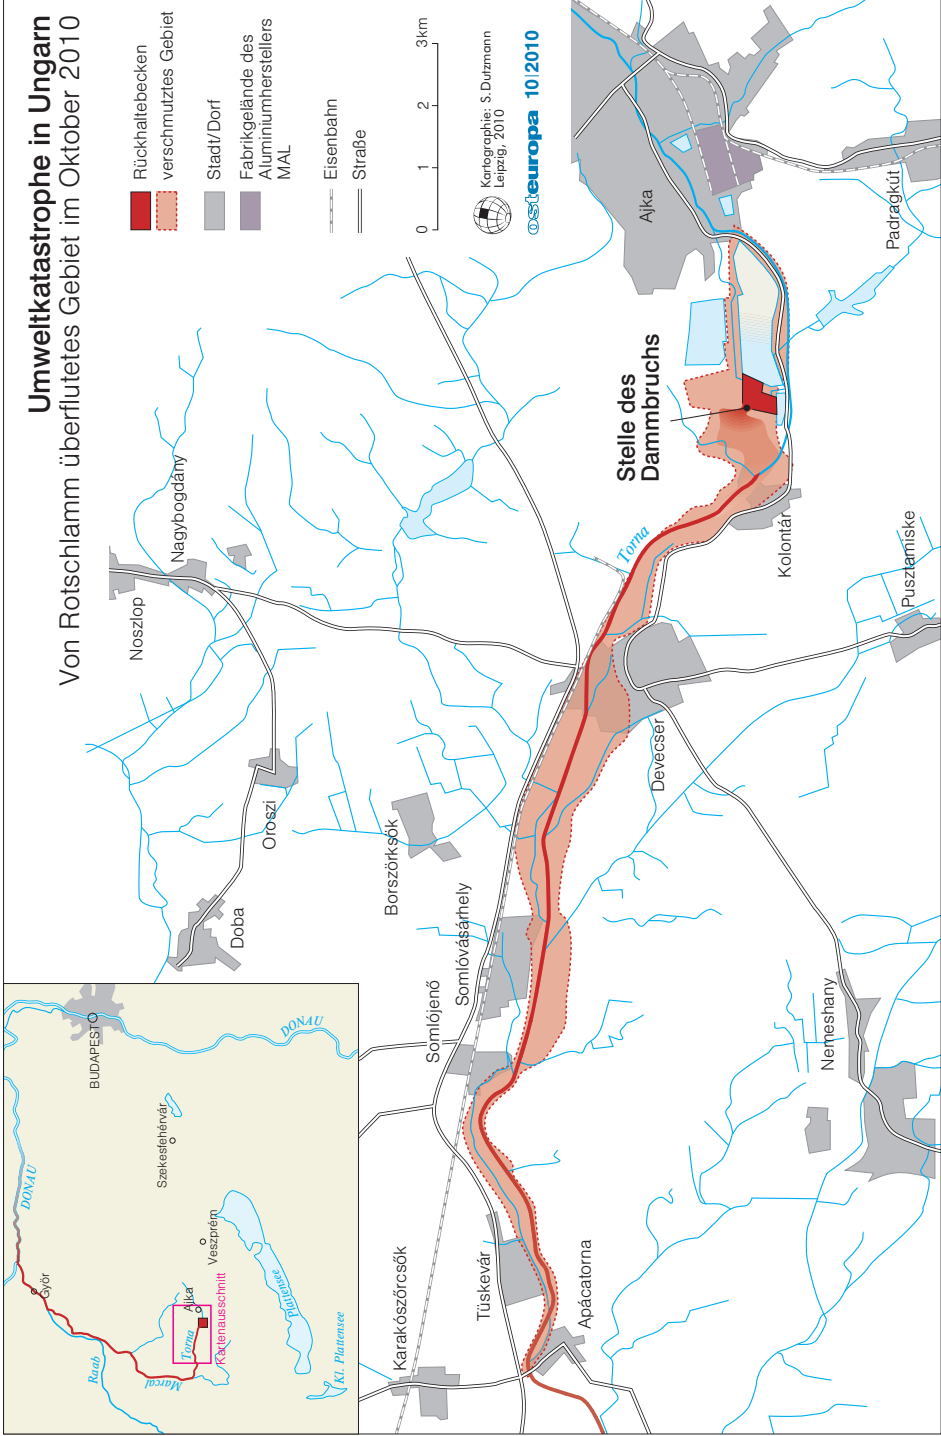 Umweltkatastrophe in Ungarn
Von Rotschlamm überflutetes Gebiet im Oktober 2010
Rückhaltebecken
verschmutztes Gebiet
Stadt/Dorf
Fabrikgelände des
Aluminiumherstellers
MAL
Eisenbahn
Straße
0 1 2 3km
Kartographie: S. Dutzmann
Leipzig, 2010
osteuropa 10|2010
DONAU
BUDAPEST
DONAU
Györ
Raab
Marcal
Torna
Ajka
Kartenausschnitt
Veszprém
Szekesfehérvár
Plattensee
Kl. Plattensee
Noszlop
Nagybogdány
Oroszi
Doba
Borszörksök
Somlóvásárhely
Somlójenő
Karakószörcsök
Tüskevár
Apácatorna
Nemeshany
Devecser
Torna
Kolontár
Pusztamiske
Stelle des
Dammbruchs
Ajka
Padragkút